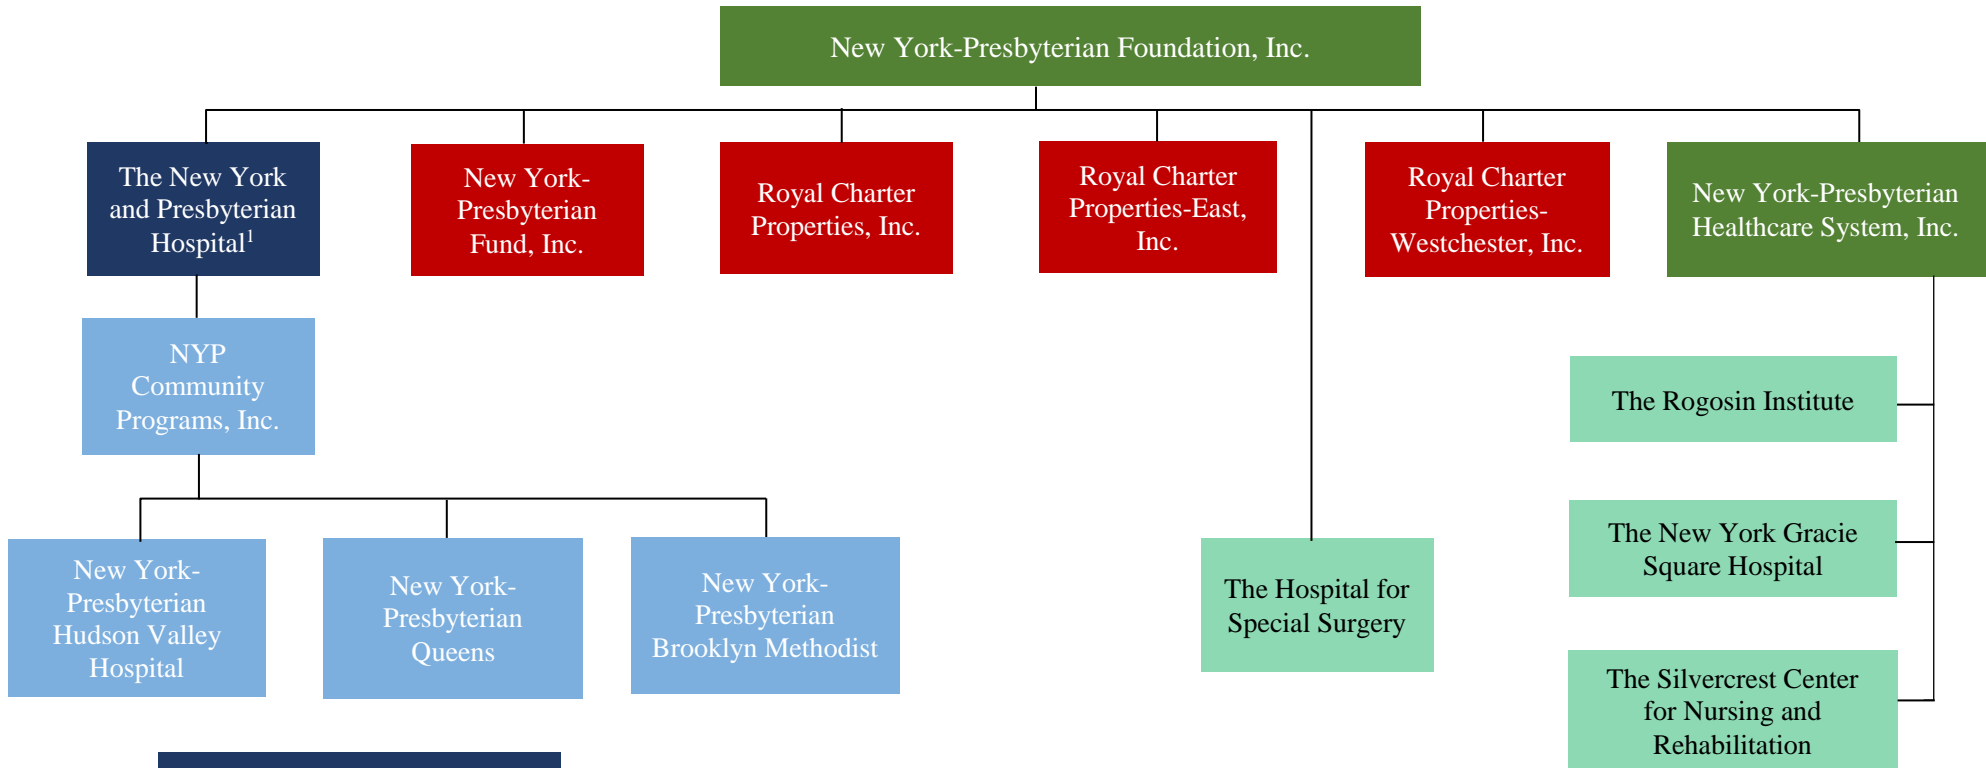 New York-Presbyterian Foundation, Inc.
The New York
and Presbyterian
Hospital1
New York-
Presbyterian
Fund, Inc.
Royal Charter
Properties, Inc.
Royal Charter
Properties-East,
Inc.
Royal Charter
Properties-
Westchester, Inc.
New York-Presbyterian
Healthcare System, Inc.
NYP
Community
Programs, Inc.
The Rogosin Institute
The New York Gracie
Square Hospital
New York-
Presbyterian
Hudson Valley
Hospital
New York-
Presbyterian
Queens
New York-
Presbyterian
Brooklyn Methodist
The Hospital for
Special Surgery
The Silvercrest Center
for Nursing and
Rehabilitation